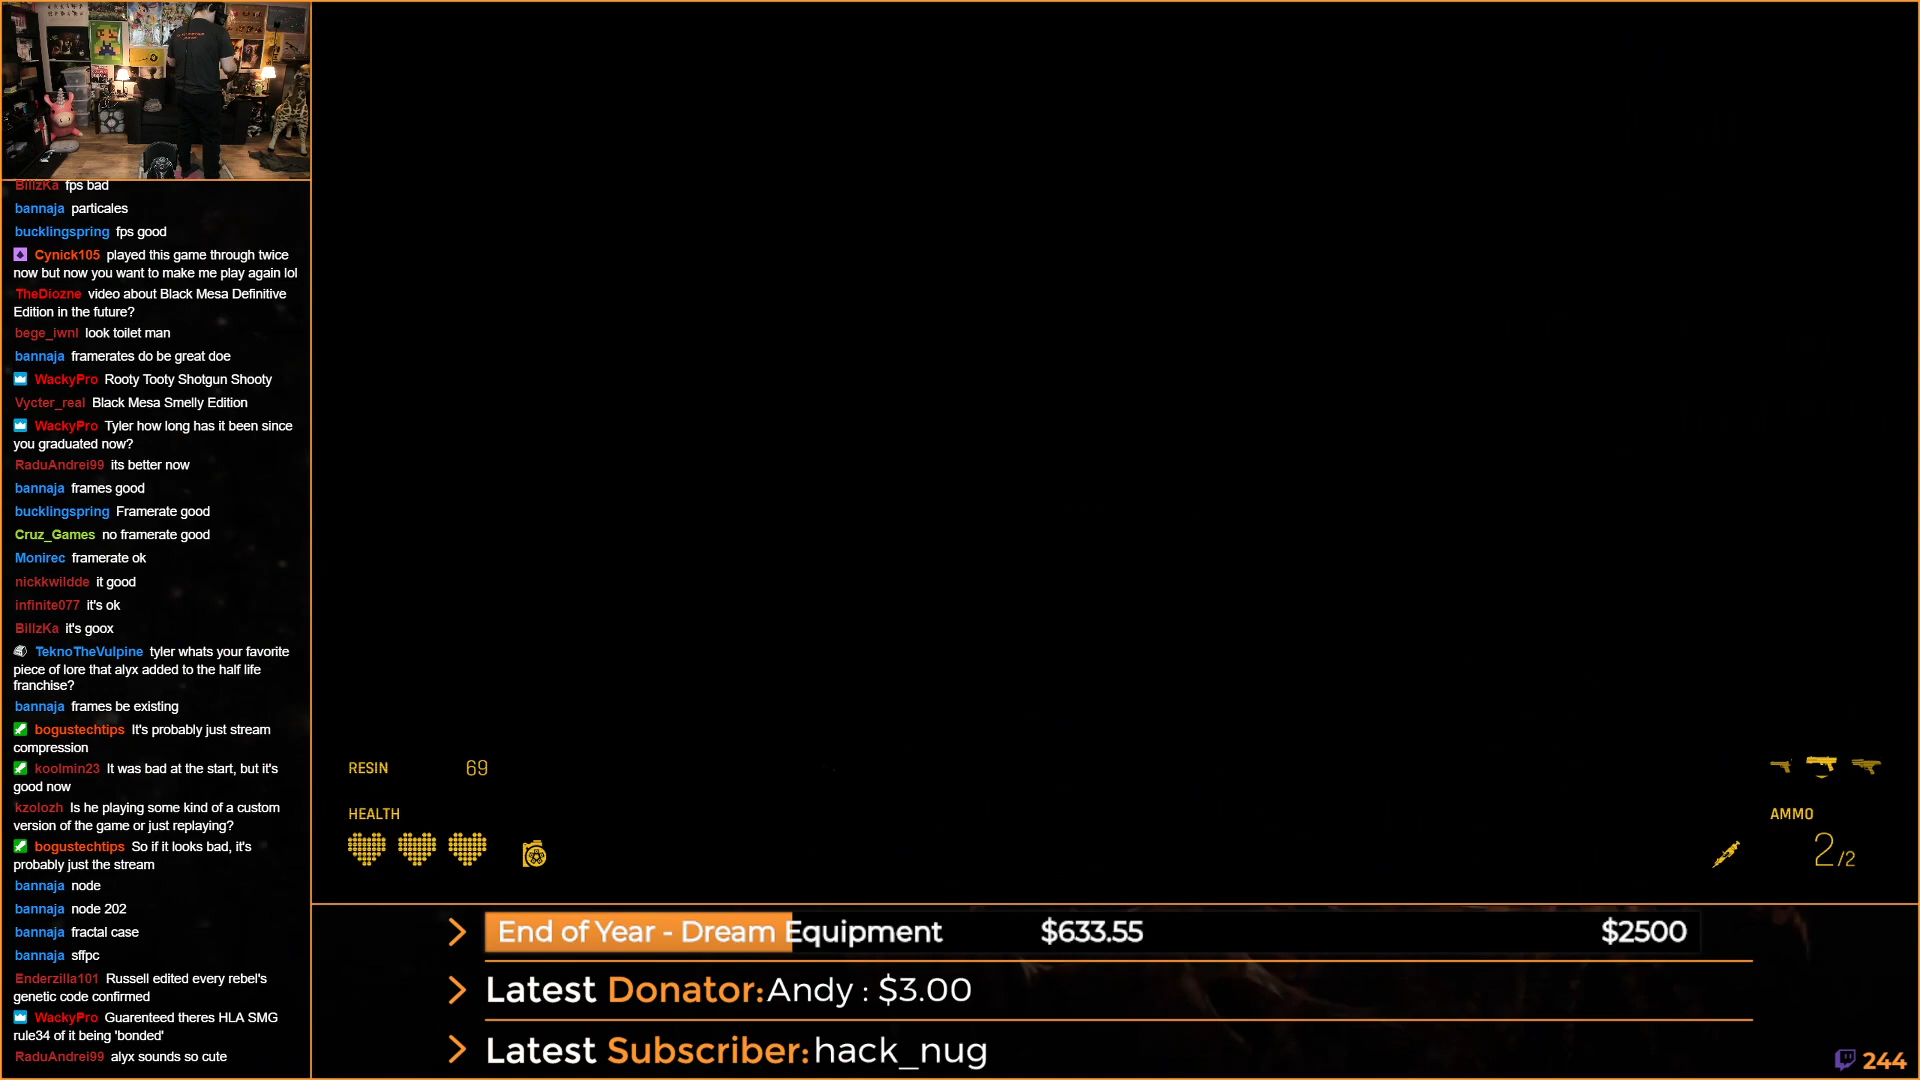 BillzKa fps bad
bannaja particales
bucklingspring fps good
Cynick105 played this game through twice
now but now you want to make me play again lol
TheDiozne video about Black Mesa Definitive
Edition in the future?
bege_iwnl look toilet man
bannaja framerates do be great doe
WackyPro Rooty Tooty Shotgun Shooty
Vycter_real Black Mesa Smelly Edition
WackyPro Tyler how long has it been since
you graduated now?
RaduAndrei99 its better now
bannaja frames good
bucklingspring Framerate good
Cruz_Games no framerate good
Monirec framerate ok
nickkwildde it good
infinite077 it's ok
BillzKa it's goox
TeknoTheVulpine tyler whats your favorite
piece of lore that alyx added to the half life
franchise?
bannaja frames be existing
bogustechtips It's probably just stream
compression
koolmin23 It was bad at the start, but it's
good now
kzolozh Is he playing some kind of a custom
version of the game or just replaying?
bogustechtips So if it looks bad, it's
probably just the stream
bannaja node
bannaja node 202
bannaja fractal case
bannaja sffpc
Enderzilla101 Russell edited every rebel's
genetic code confirmed
WackyPro Guarenteed theres HLA SMG
rule34 of it being 'bonded'
RaduAndrei99 alyx sounds so cute
RESIN 69
HEALTH
AMMO
2/2
> End of Year - Dream Equipment $633.55 $2500
> Latest Donator: Andy : $3.00
> Latest Subscriber: hack_nug
244